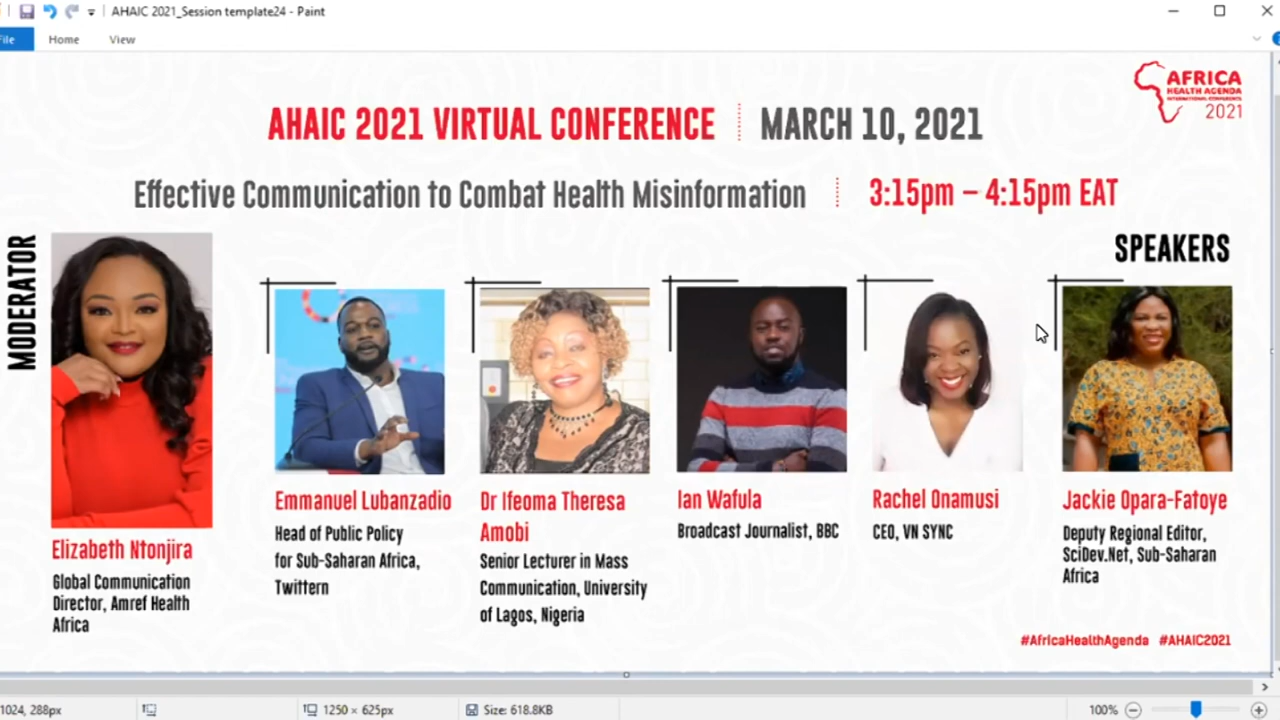 AHAIC 2021_Session template24 - Paint
File
Home
View
AFRICA
HEALTH AGENDA
2021
AHAIC 2021 VIRTUAL CONFERENCE
MARCH 10, 2021
Effective Communication to Combat Health Misinformation
3:15pm – 4:15pm EAT
MODERATOR
SPEAKERS
Elizabeth Ntonjira
Global Communication
Director, Amref Health
Africa
Emmanuel Lubanzadio
Head of Public Policy
for Sub-Saharan Africa,
Twittern
Dr Ifeoma Theresa
Amobi
Senior Lecturer in Mass
Communication, University
of Lagos, Nigeria
Ian Wafula
Broadcast Journalist, BBC
Rachel Onamusi
CEO, VN SYNC
Jackie Opara-Fatoye
Deputy Regional Editor,
SciDev.Net, Sub-Saharan
Africa
#AfricaHealthAgenda #AHAIC2021
1024, 288px
1250 × 625px
Size: 618.8KB
100%